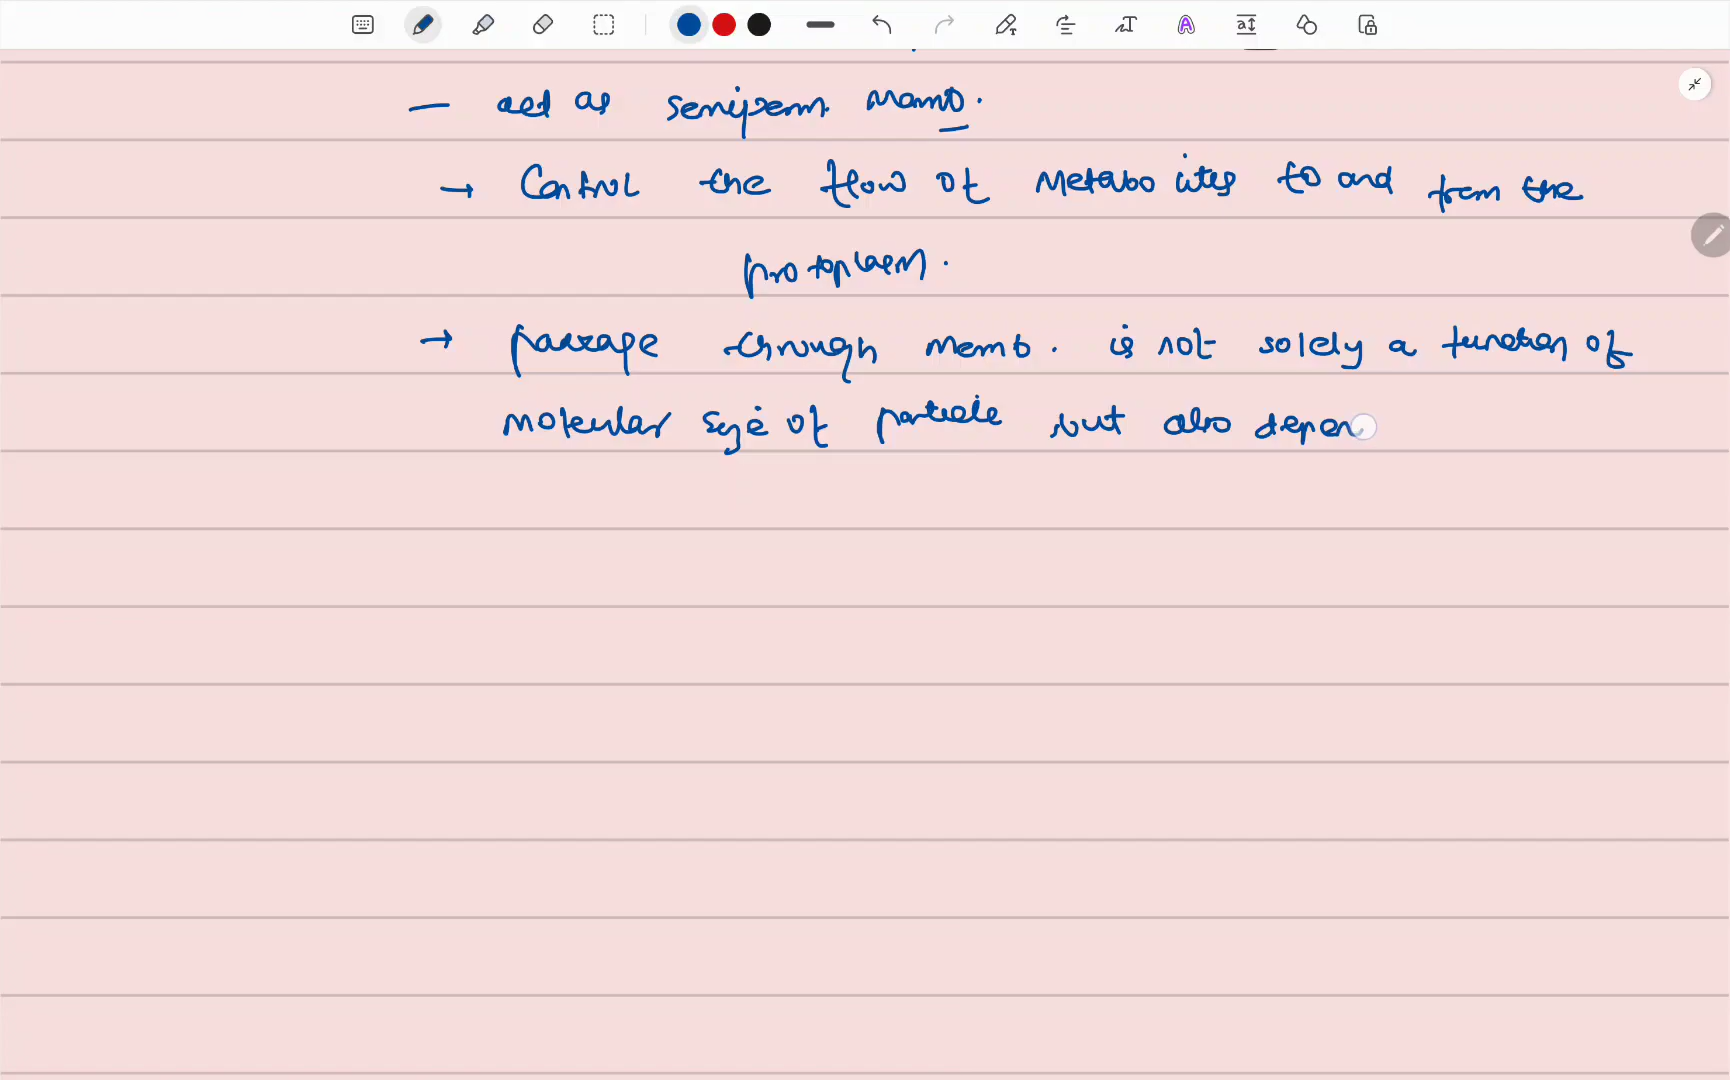 — act as semiperm. Memb.
→ Control the flow of Metabolites to and from the
protoplasm.
→ passage through memb. is not solely a function of
molecular size of particle but also depen